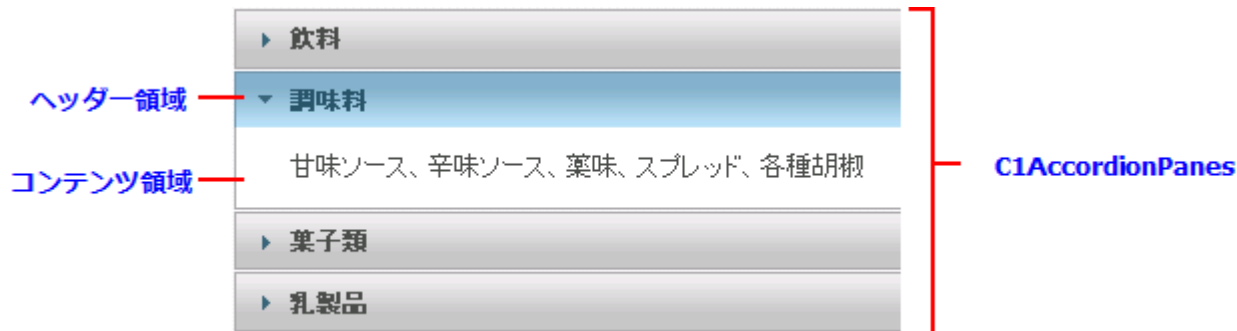 飲料
ヘッダー領域
調味料
コンテンツ領域
甘味ソース、辛味ソース、薬味、スプレッド、各種胡椒
C1AccordionPanes
菓子類
乳製品